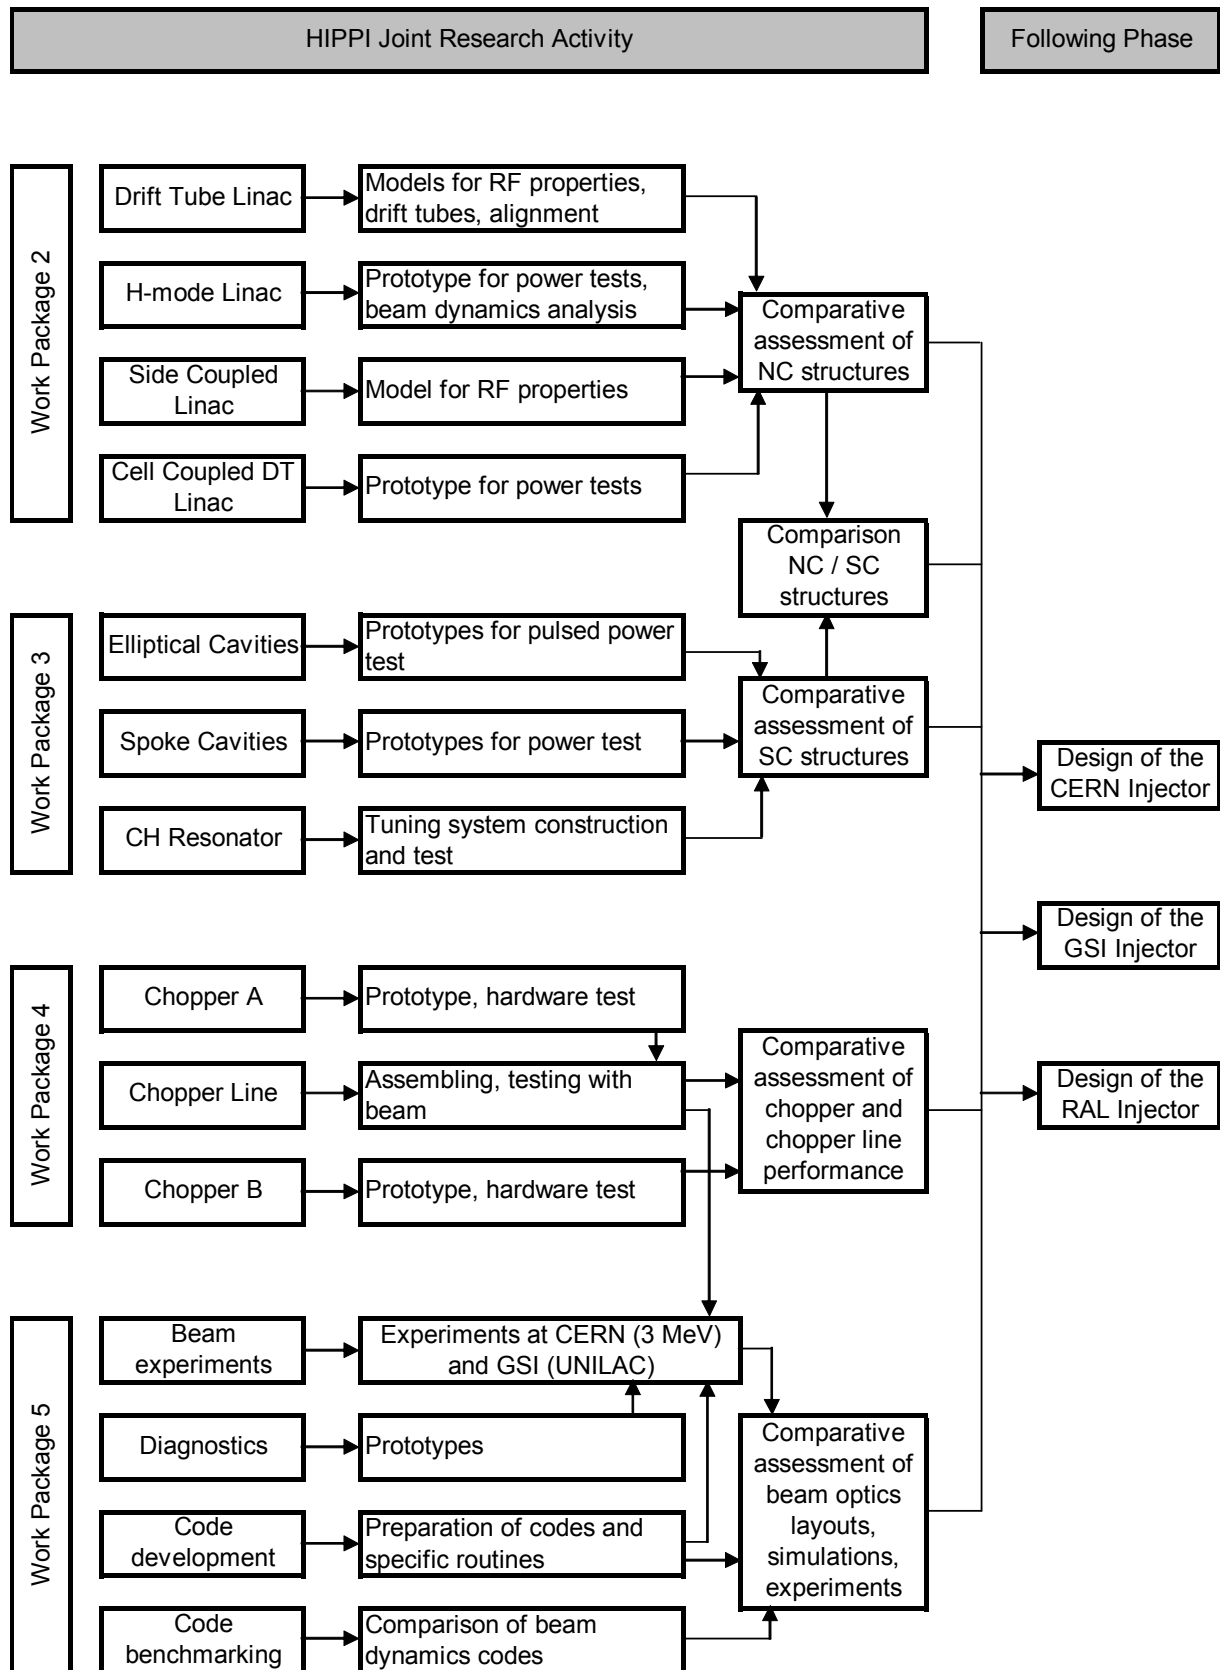 HIPPI Joint Research Activity
Following Phase
Work Package 2
Drift Tube Linac
Models for RF properties,
drift tubes, alignment
H-mode Linac
Prototype for power tests,
beam dynamics analysis
Side Coupled
Linac
Model for RF properties
Cell Coupled DT
Linac
Prototype for power tests
Comparative
assessment of
NC structures
Comparison
NC / SC
structures
Work Package 3
Elliptical Cavities
Prototypes for pulsed power
test
Spoke Cavities
Prototypes for power test
CH Resonator
Tuning system construction
and test
Comparative
assessment of
SC structures
Design of the
CERN Injector
Design of the
GSI Injector
Design of the
RAL Injector
Work Package 4
Chopper A
Prototype, hardware test
Chopper Line
Assembling, testing with
beam
Chopper B
Prototype, hardware test
Comparative
assessment of
chopper and
chopper line
performance
Work Package 5
Beam
experiments
Experiments at CERN (3 MeV)
and GSI (UNILAC)
Diagnostics
Prototypes
Code
development
Preparation of codes and
specific routines
Code
benchmarking
Comparison of beam
dynamics codes
Comparative
assessment of
beam optics
layouts,
simulations,
experiments